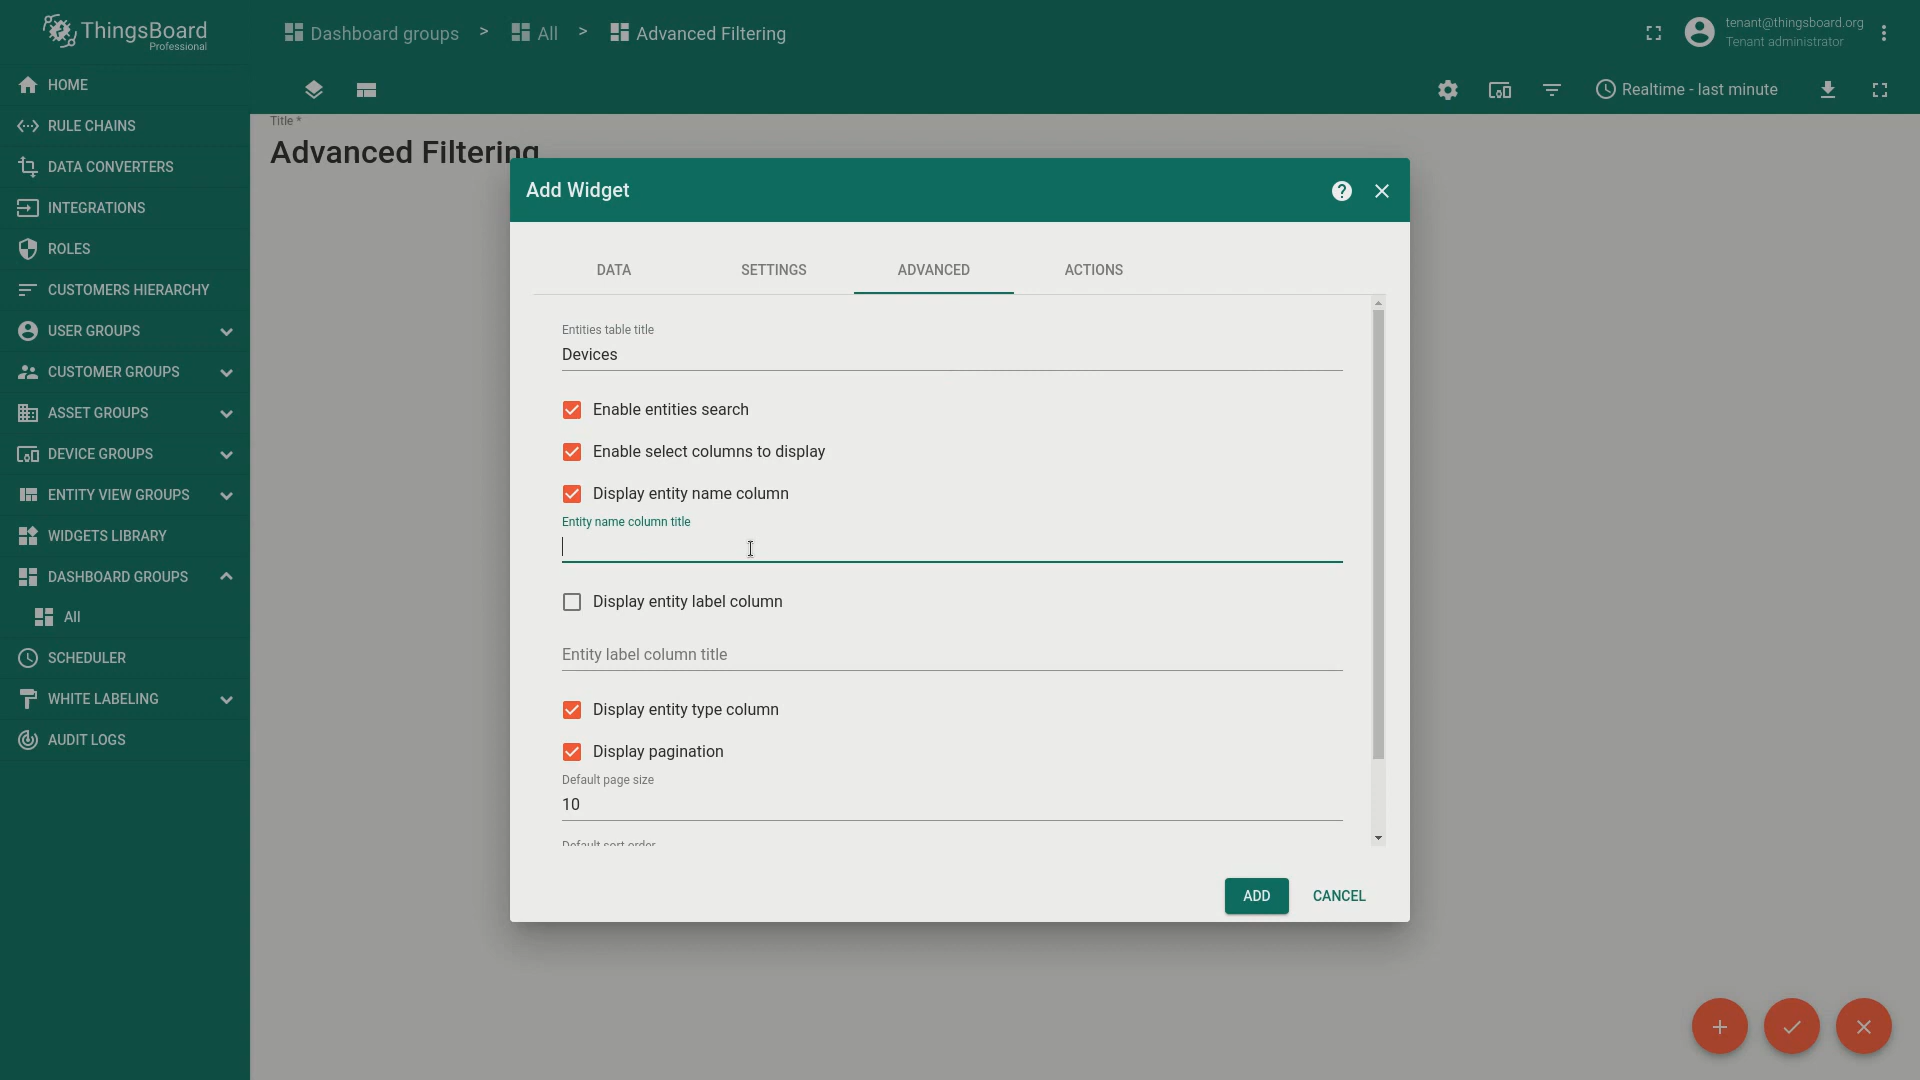 ThingsBoard
Professional
Dashboard groups > All > Advanced Filtering
tenant@thingsboard.org
Tenant administrator
HOME
RULE CHAINS
DATA CONVERTERS
INTEGRATIONS
ROLES
CUSTOMERS HIERARCHY
USER GROUPS
CUSTOMER GROUPS
ASSET GROUPS
DEVICE GROUPS
ENTITY VIEW GROUPS
WIDGETS LIBRARY
DASHBOARD GROUPS
All
SCHEDULER
WHITE LABELING
AUDIT LOGS
Realtime - last minute
Title *
Advanced Filtering
Add Widget
DATA SETTINGS ADVANCED ACTIONS
Entities table title
Devices
Enable entities search
Enable select columns to display
Display entity name column
Entity name column title
Display entity label column
Entity label column title
Display entity type column
Display pagination
Default page size
10
Default sort order
ADD CANCEL